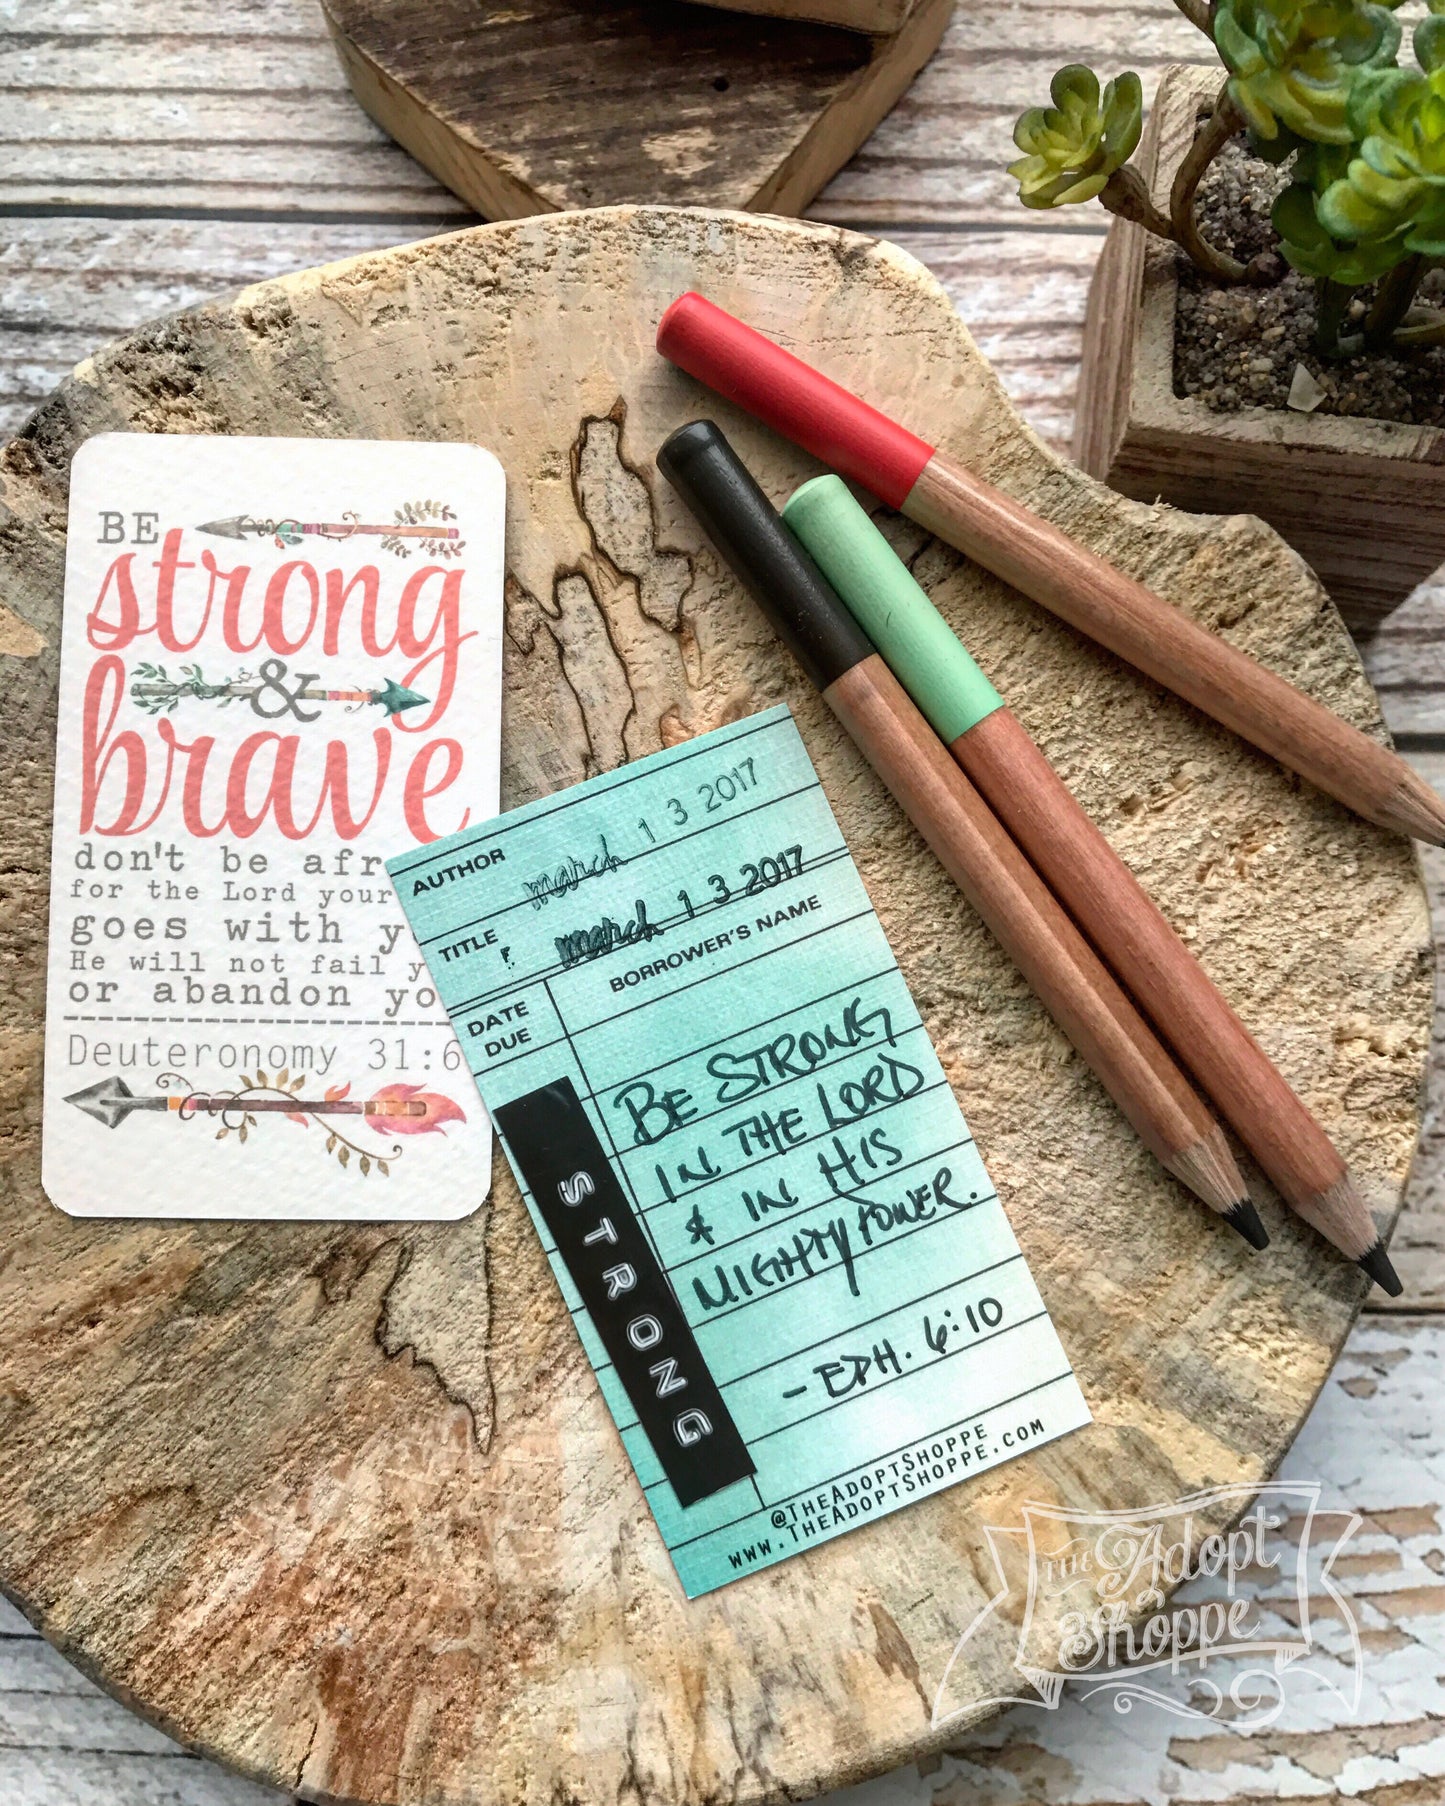 BE
strong
&
brave
don't be afr
for the Lord your
goes with y
He will not fail y
or abandon yo
Deuteronomy 31:6
march 1 3 2017
AUTHOR
march 1 3 2017
TITLE
BORROWER'S NAME
DATE
DUE
BE STRONG
IN THE LORD
& IN HIS
MIGHTY POWER.
- EPH. 6:10
STRONG
@THEADOPTSHOPPE
WWW.THEADOPTSHOPPE.COM
THE Adopt
Shoppe